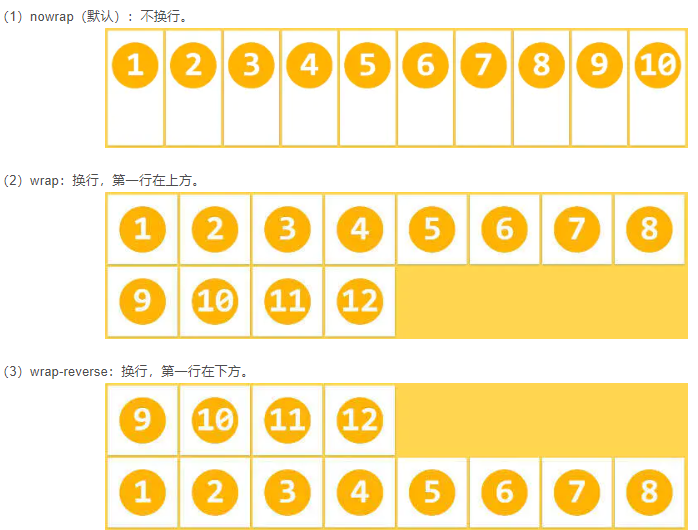 （1）nowrap（默认）：不换行。
1 2 3 4 5 6 7 8 9 10
（2）wrap：换行，第一行在上方。
1 2 3 4 5 6 7 8
9 10 11 12
（3）wrap-reverse：换行，第一行在下方。
9 10 11 12
1 2 3 4 5 6 7 8